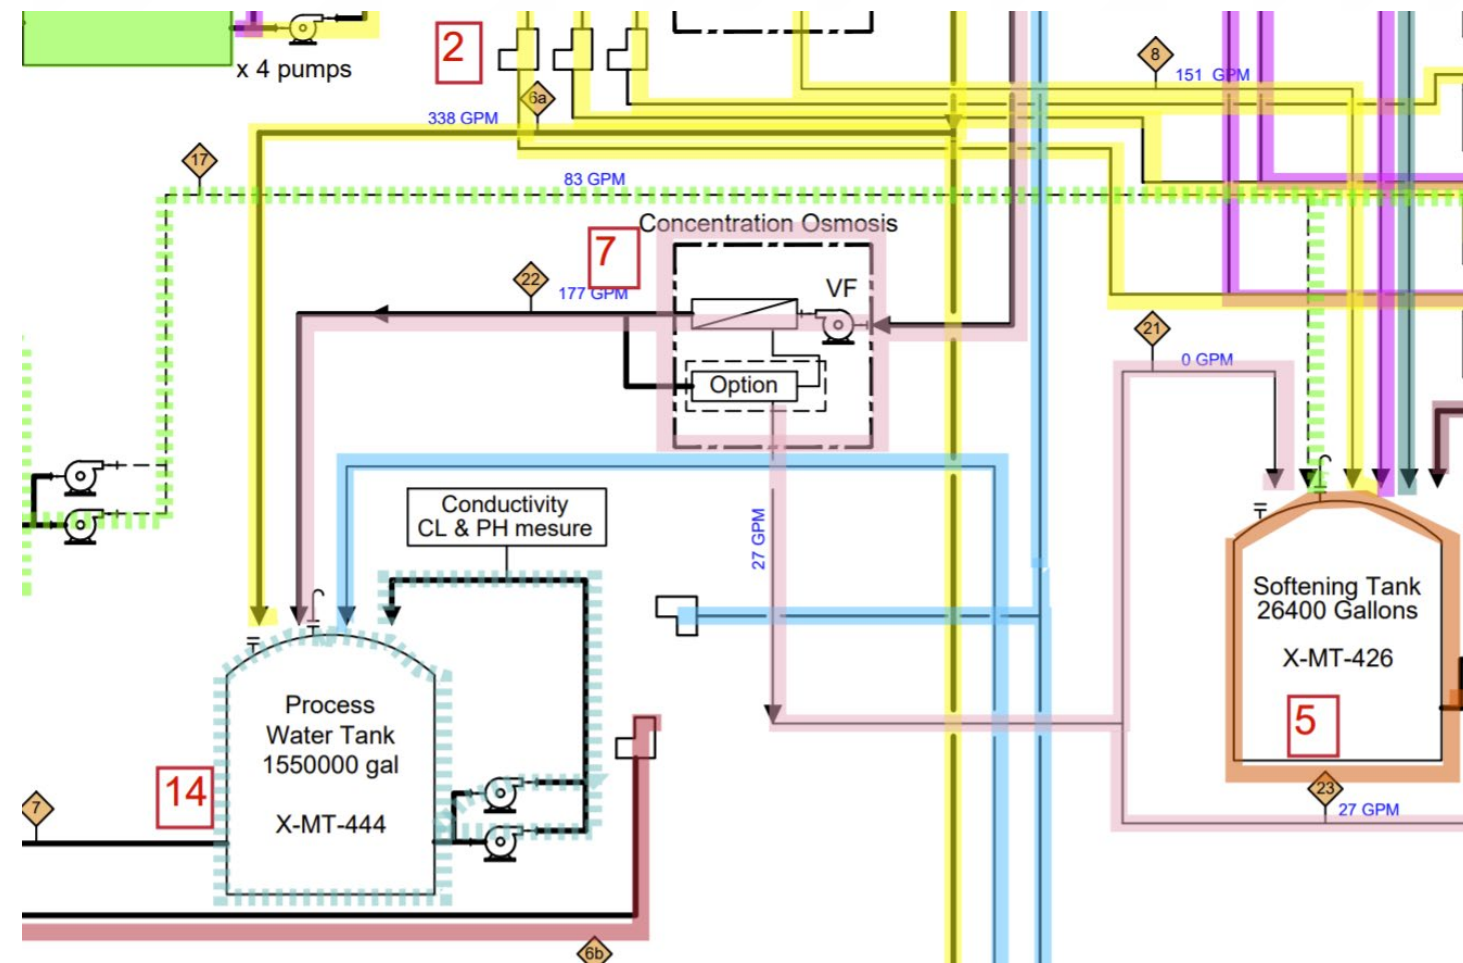 x 4 pumps
2
6a
8
151 GPM
338 GPM
17
83 GPM
Concentration Osmosis
7
22
177 GPM
VF
21
0 GPM
Option
Conductivity
CL & PH mesure
27 GPM
Softening Tank
26400 Gallons
X-MT-426
5
Process
Water Tank
1550000 gal
X-MT-444
14
7
23
27 GPM
6b